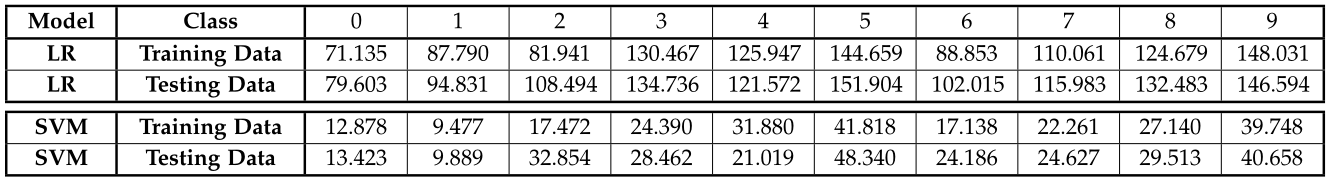 Model Class 0 1 2 3 4 5 6 7 8 9
LR Training Data 71.135 87.790 81.941 130.467 125.947 144.659 88.853 110.061 124.679 148.031
LR Testing Data 79.603 94.831 108.494 134.736 121.572 151.904 102.015 115.983 132.483 146.594
SVM Training Data 12.878 9.477 17.472 24.390 31.880 41.818 17.138 22.261 27.140 39.748
SVM Testing Data 13.423 9.889 32.854 28.462 21.019 48.340 24.186 24.627 29.513 40.658